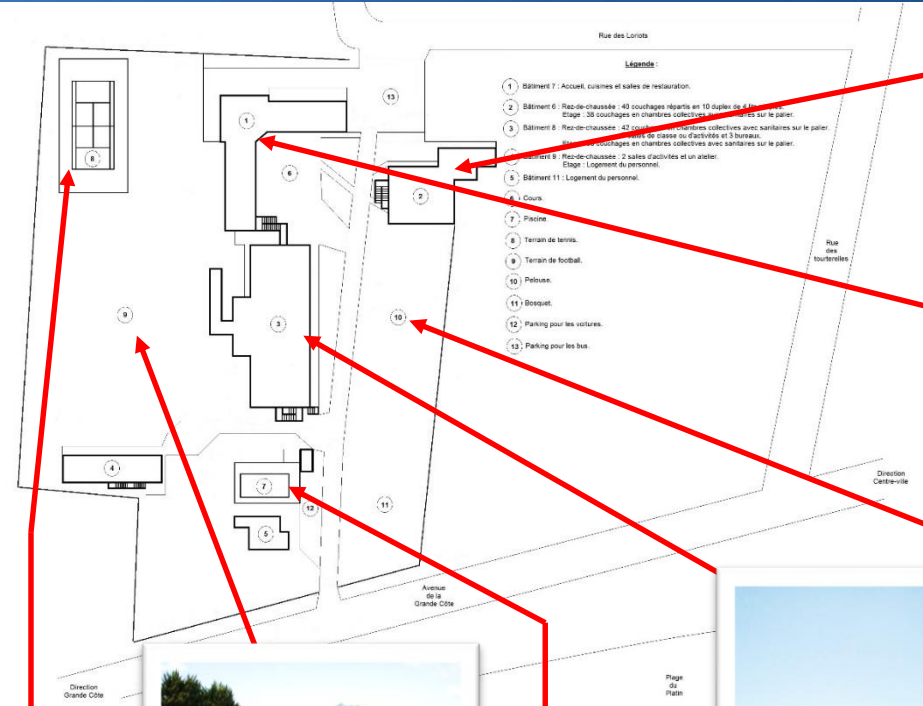 Rue des Loriots
Légende :
1 Bâtiment 7 : Accueil, cuisines et salles de restauration.
2 Bâtiment 6 : Rez-de-chaussée : 40 couchages répartis en 10 duplex de 4
Etage : 38 couchages en chambres collectives sur le palier.
3 Bâtiment 8 : Rez-de-chaussée : 42 en chambres collectives avec sanitaires sur le palier.
de classe ou d'activités et 3 bureaux.
couchages en chambres collectives avec sanitaires sur le palier.
9 : Rez-de-chaussée : 2 salles d'activités et un atelier.
Etage : Logement du personnel.
5 Bâtiment 11 : Logement du personnel.
6 Cours.
7 Piscine
8 Terrain de tennis.
9 Terrain de football.
10 Pelouse.
11 Bosquet.
12 Parking pour les voitures.
13 Parking pour les bus.
13
1
8
6
2
Rue
des
tourterelles
9
3
10
4
7
12
11
5
Direction
Centre-ville
Avenue
de la
Grande Côte
Direction
Grande Côte
Plage
du
Platin